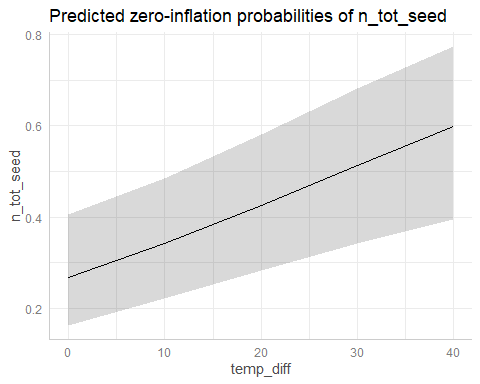 Predicted zero-inflation probabilities of n_tot_seed
0.8
0.6
0.4
0.2
n_tot_seed
0 10 20 30 40
temp_diff